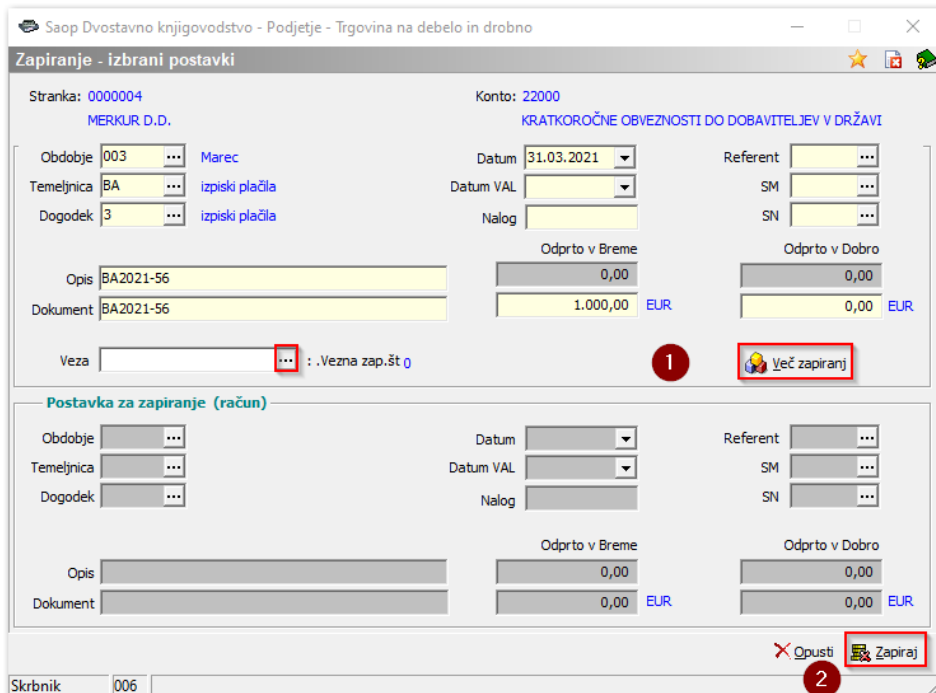 Saop Dvostavno knjigovodstvo - Podjetje - Trgovina na debelo in drobno
Zapiranje - izbrani postavki
Stranka: 0000004 Konto: 22000
MERKUR D.D. KRATKOROČNE OBVEZNOSTI DO DOBAVITELJEV V DRŽAVI
Obdobje 003 ... Marec Datum 31.03.2021 Referent ...
Temeljnica BA ... izpiski plačila Datum VAL SM ...
Dogodek 3 ... izpiski plačila Nalog SN ...
Odprto v Breme Odprto v Dobro
Opis BA2021-56 0,00 0,00
Dokument BA2021-56 1.000,00 EUR 0,00 EUR
Veza ... : .Vezna zap.št 0 1 Več zapiranj
Postavka za zapiranje (račun)
Obdobje ... Datum Referent ...
Temeljnica ... Datum VAL SM ...
Dogodek ... Nalog SN ...
Odprto v Breme Odprto v Dobro
Opis 0,00 0,00
Dokument 0,00 EUR 0,00 EUR
Opusti Zapiraj
2
Skrbnik 006